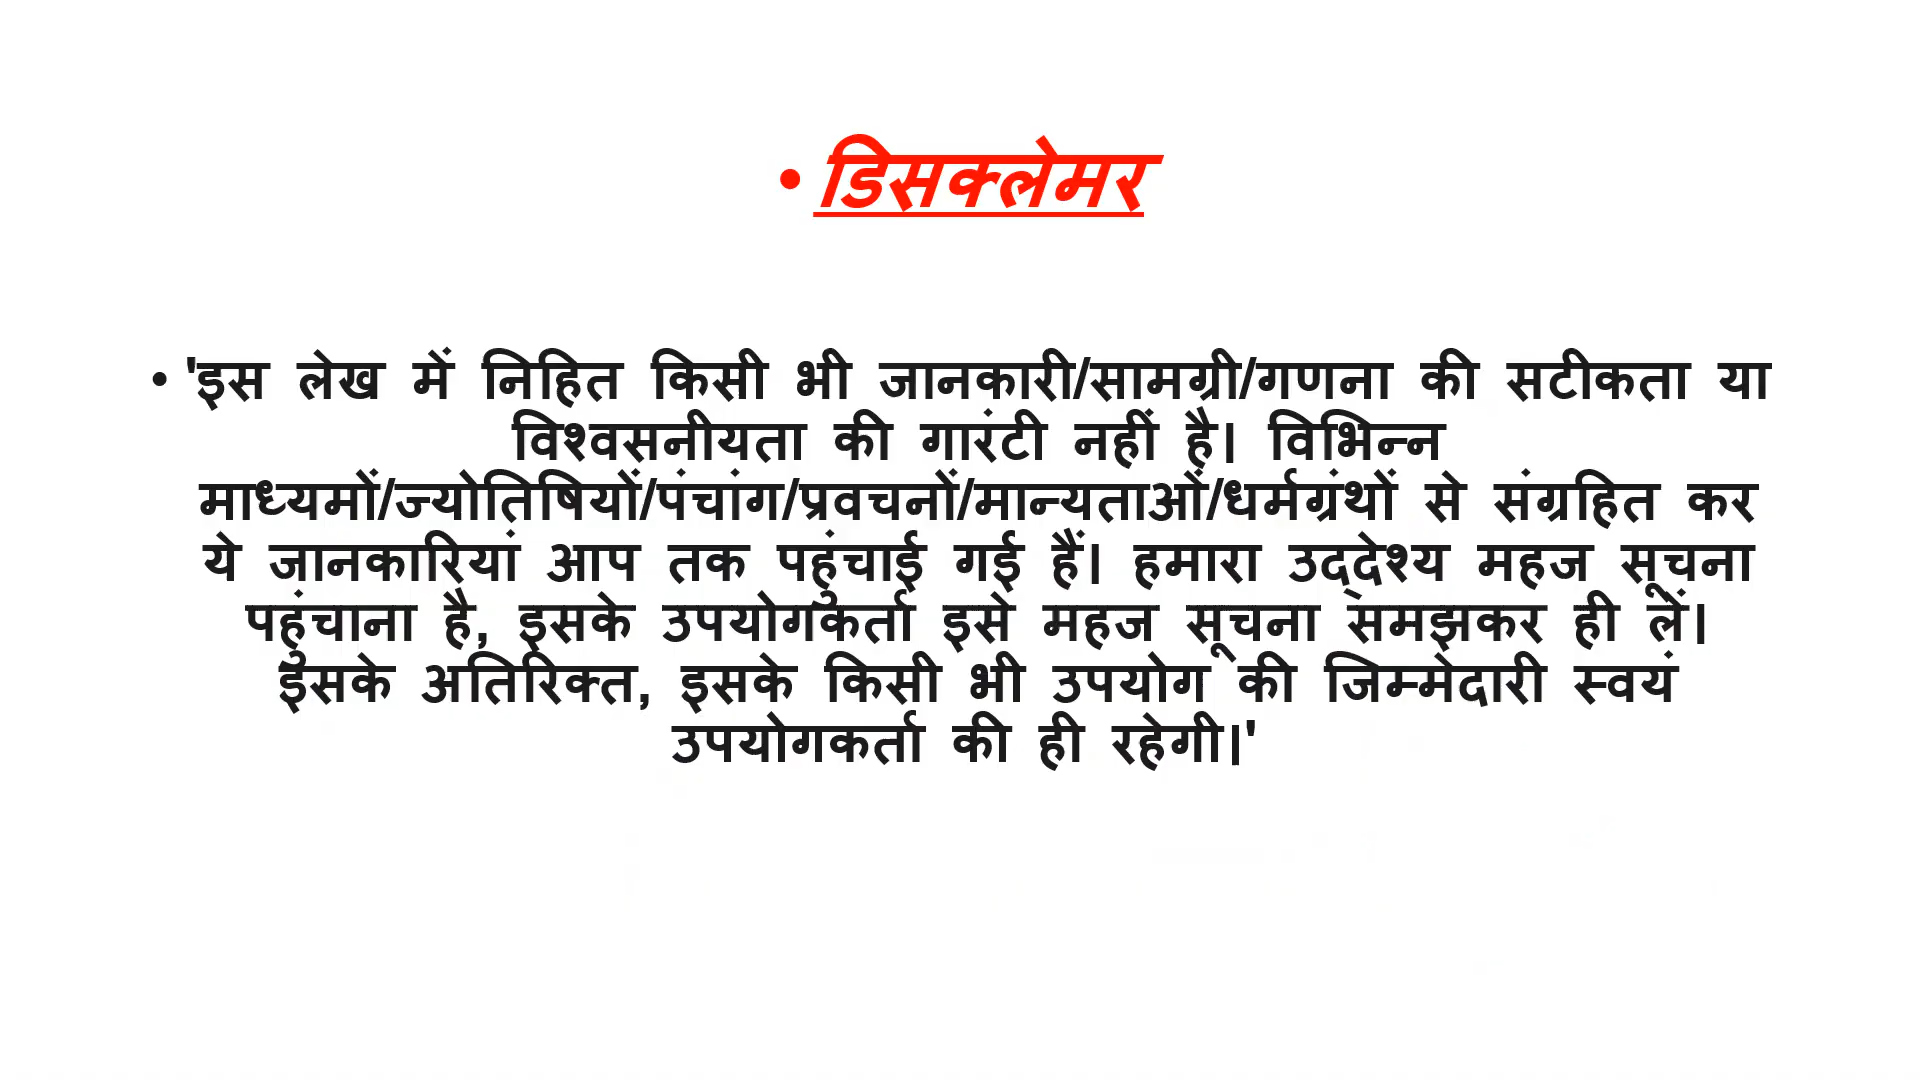 • डिसक्लेमर
• 'इस लेख में निहित किसी भी जानकारी/सामग्री/गणना की सटीकता या
विश्वसनीयता की गारंटी नहीं है। विभिन्न
माध्यमों/ज्योतिषियों/पंचांग/प्रवचनों/मान्यताओं/धर्मग्रंथों से संग्रहित कर
ये जानकारियां आप तक पहुंचाई गई हैं। हमारा उद्देश्य महज सूचना
पहुंचाना है, इसके उपयोगकर्ता इसे महज सूचना समझकर ही लें।
इसके अतिरिक्त, इसके किसी भी उपयोग की जिम्मेदारी स्वयं
उपयोगकर्ता की ही रहेगी।'